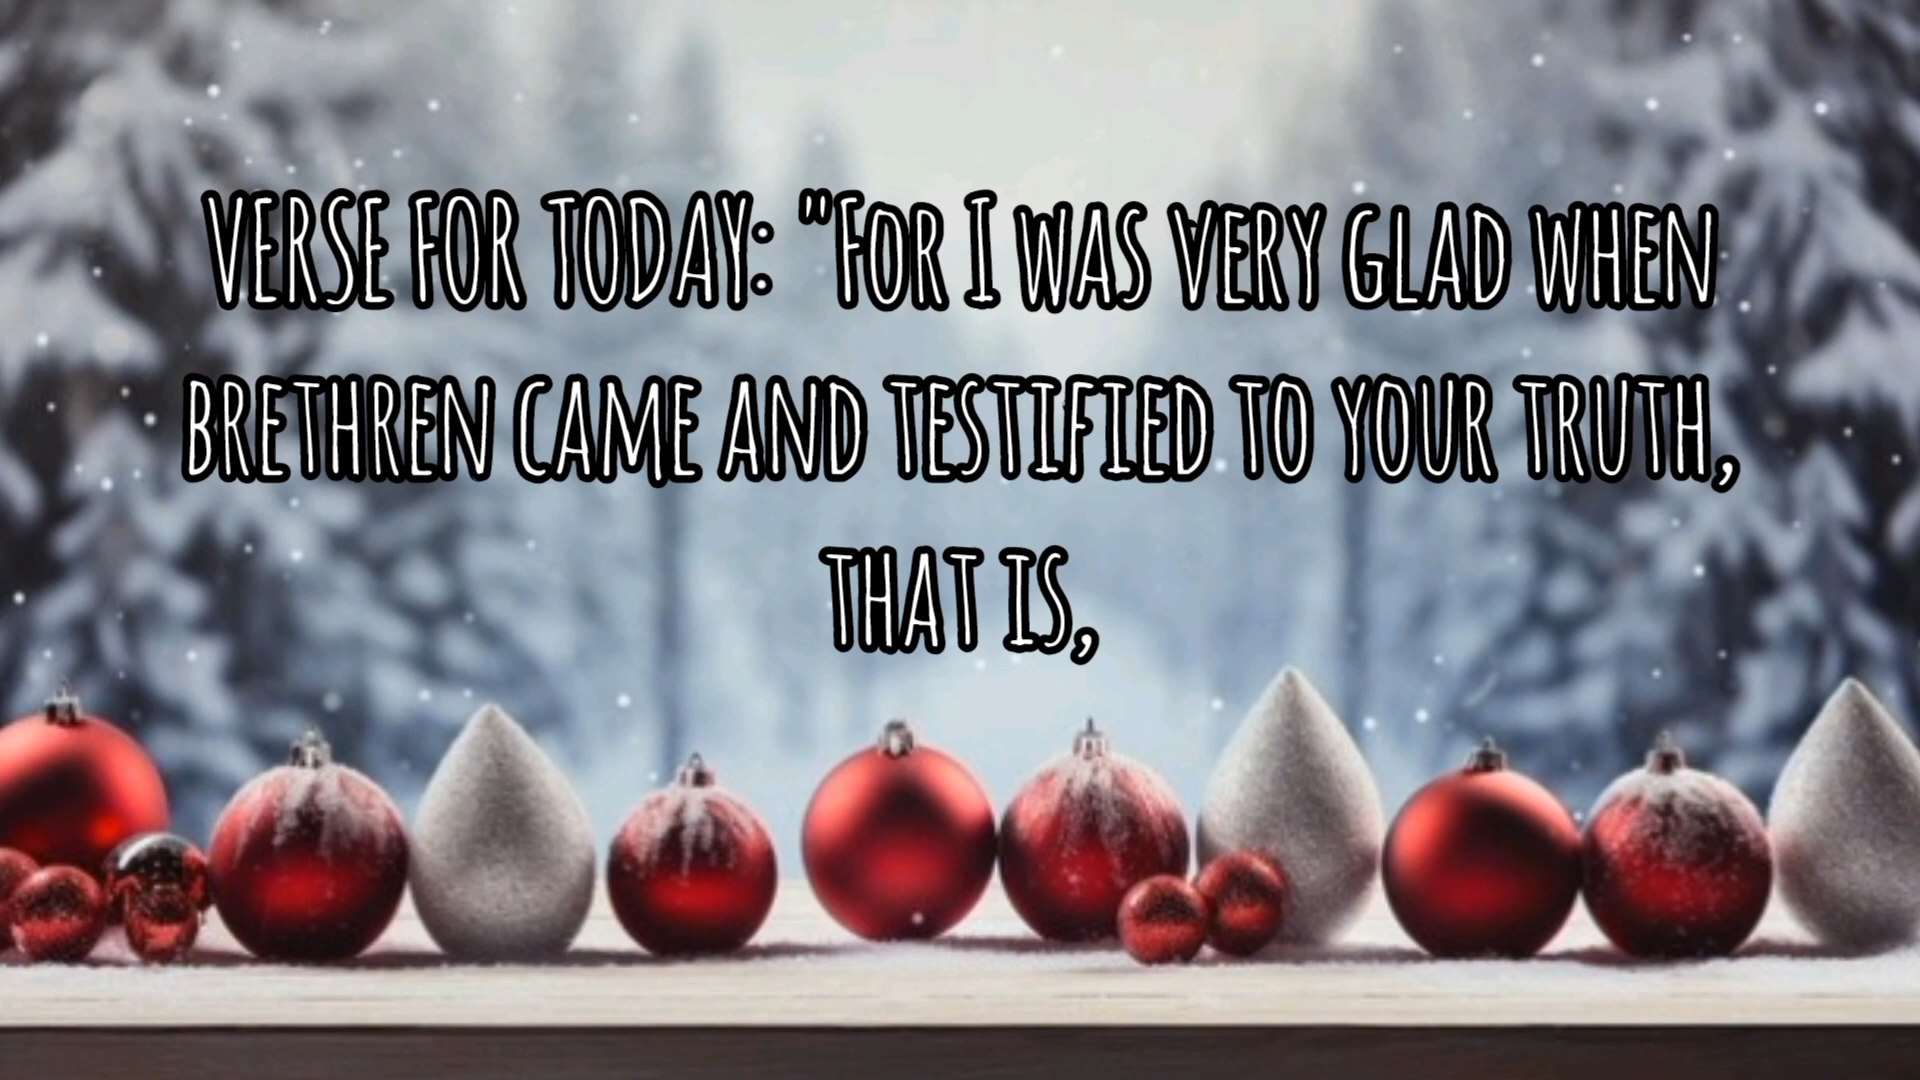 VERSE FOR TODAY: "For I was very glad when
brethren came and testified to your truth,
that is,